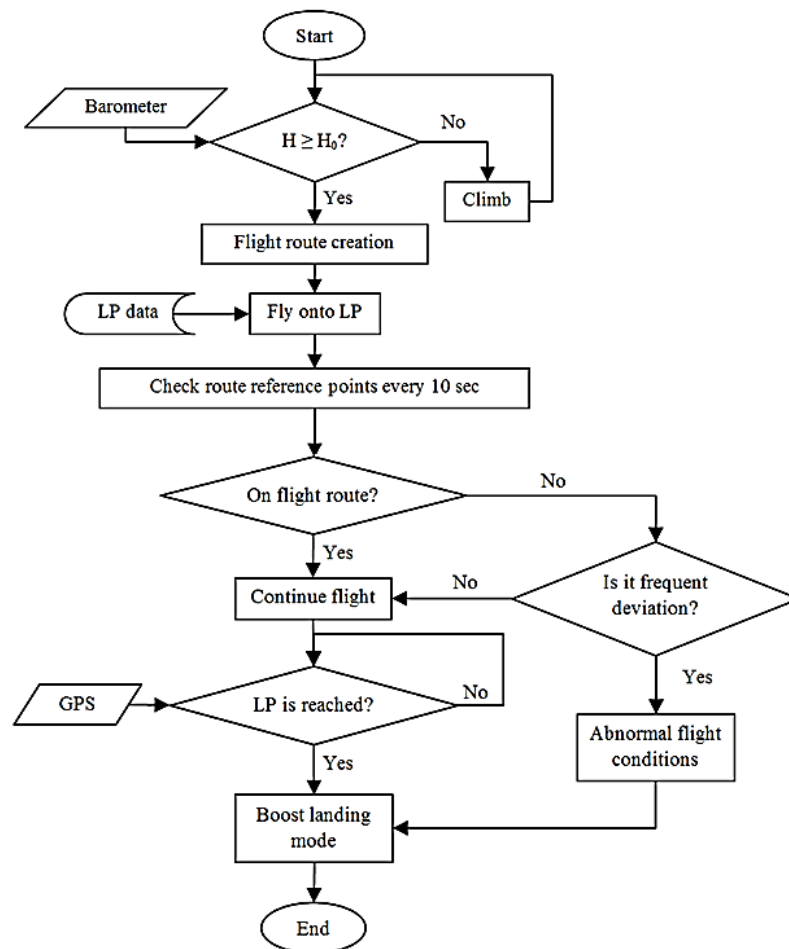 Start
Barometer
H ≥ H₀?
No
Climb
Yes
Flight route creation
LP data
Fly onto LP
Check route reference points every 10 sec
On flight route?
No
Yes
Is it frequent
deviation?
No
Continue flight
Yes
GPS
LP is reached?
No
Abnormal flight
conditions
Yes
Boost landing
mode
End